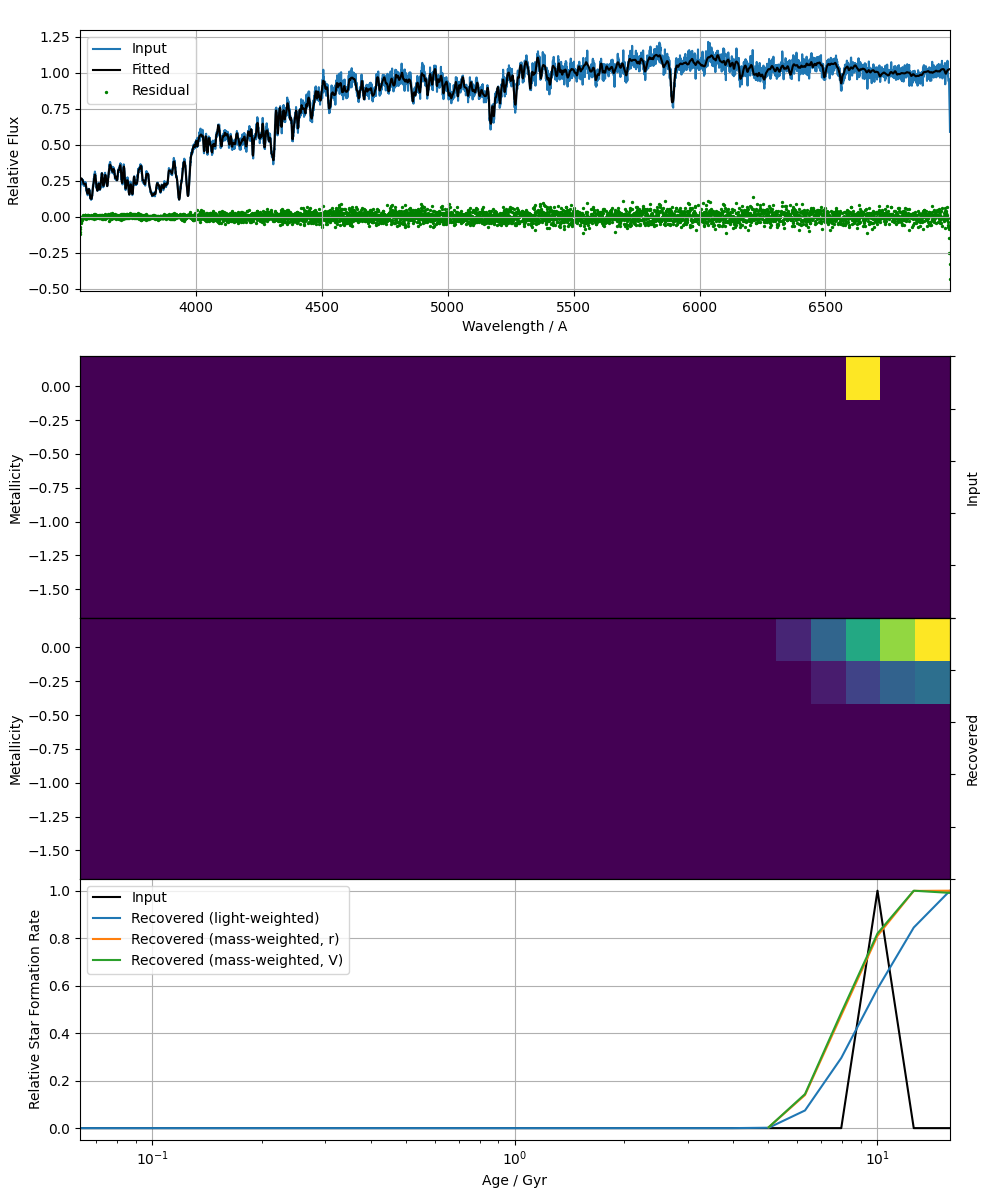 1.25
1.00
0.75
0.50
0.25
0.00
−0.25
−0.50
Relative Flux
Input
Fitted
Residual
4000 4500 5000 5500 6000 6500
Wavelength / A
0.00
−0.25
−0.50
−0.75
−1.00
−1.25
−1.50
Metallicity
Input
0.00
−0.25
−0.50
−0.75
−1.00
−1.25
−1.50
Metallicity
Recovered
1.0
0.8
0.6
0.4
0.2
0.0
Relative Star Formation Rate
Input
Recovered (light-weighted)
Recovered (mass-weighted, r)
Recovered (mass-weighted, V)
10⁻¹ 10⁰ 10¹
Age / Gyr